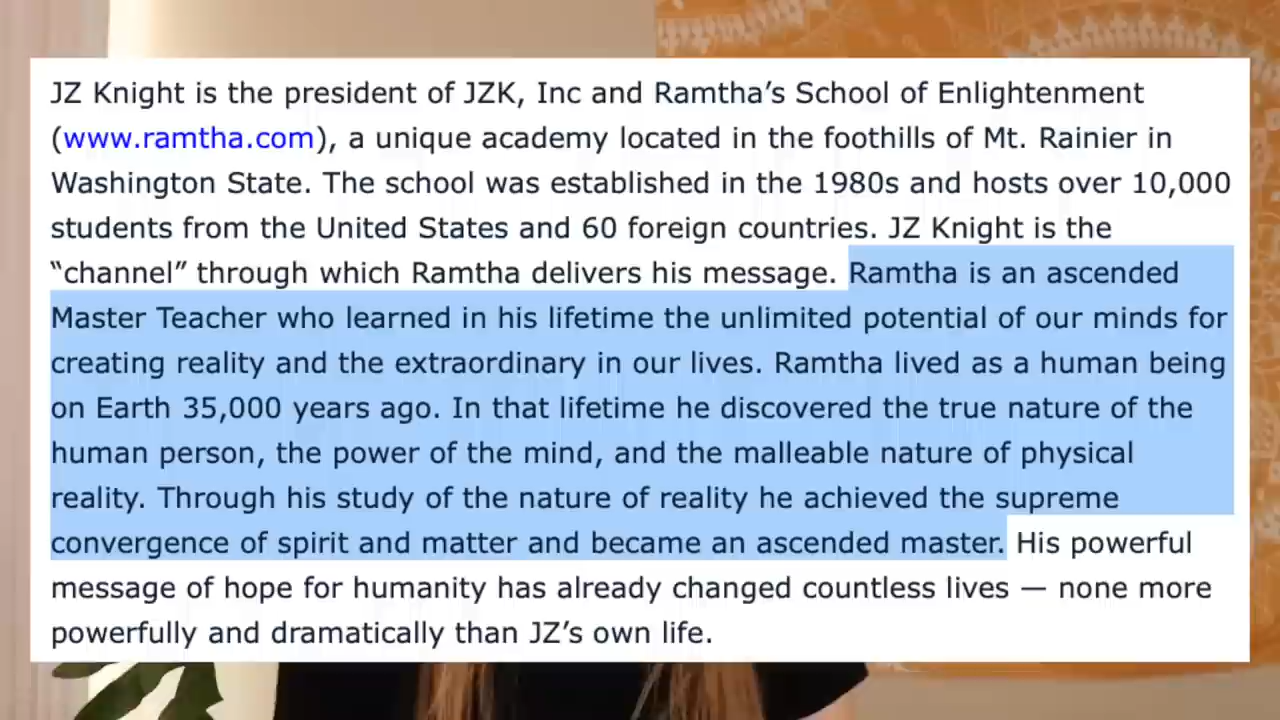 JZ Knight is the president of JZK, Inc and Ramtha’s School of Enlightenment
(www.ramtha.com), a unique academy located in the foothills of Mt. Rainier in
Washington State. The school was established in the 1980s and hosts over 10,000
students from the United States and 60 foreign countries. JZ Knight is the
“channel” through which Ramtha delivers his message. Ramtha is an ascended
Master Teacher who learned in his lifetime the unlimited potential of our minds for
creating reality and the extraordinary in our lives. Ramtha lived as a human being
on Earth 35,000 years ago. In that lifetime he discovered the true nature of the
human person, the power of the mind, and the malleable nature of physical
reality. Through his study of the nature of reality he achieved the supreme
convergence of spirit and matter and became an ascended master. His powerful
message of hope for humanity has already changed countless lives — none more
powerfully and dramatically than JZ’s own life.